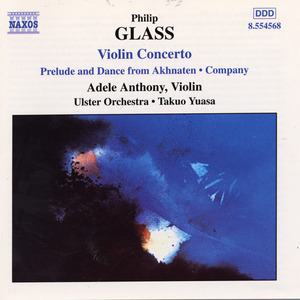 Philip
GLASS
NAXOS
DDD
8.554568
Violin Concerto
Prelude and Dance from Akhnaten • Company
Adele Anthony, Violin
Ulster Orchestra • Takuo Yuasa